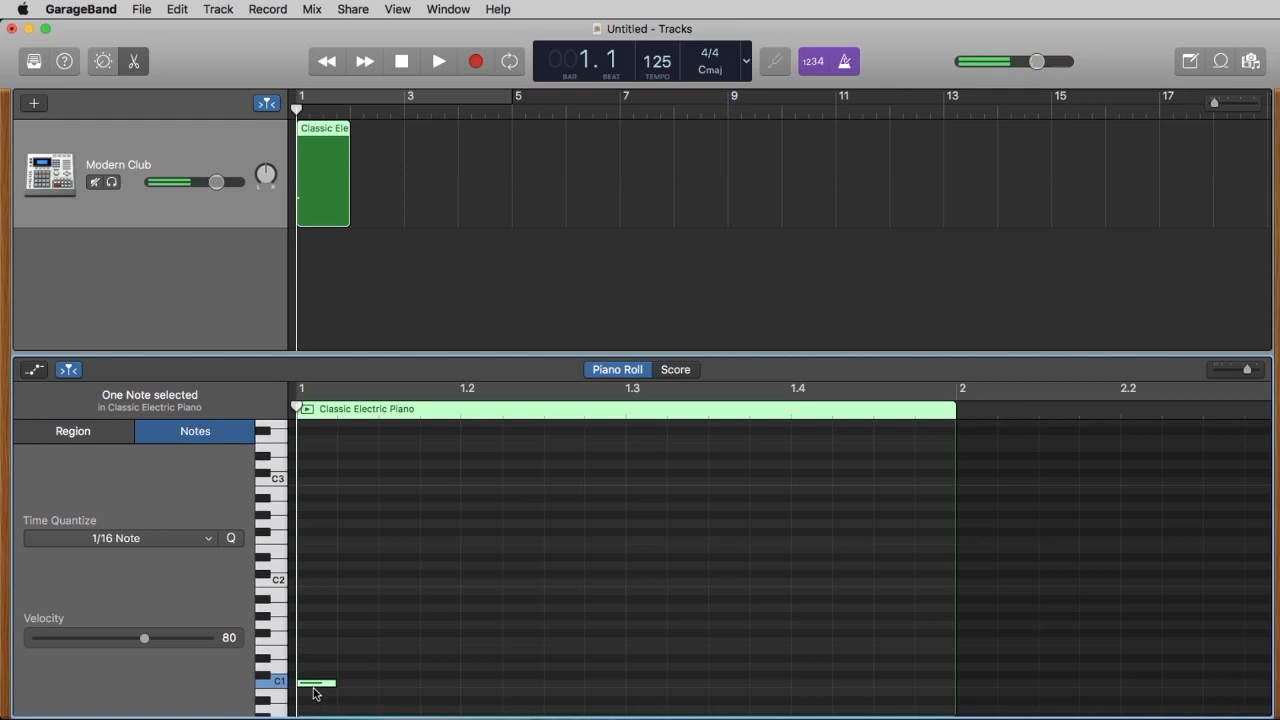 GarageBand File Edit Track Record Mix Share View Window Help
Untitled - Tracks
001. 1 125 4/4 Cmaj
BAR BEAT TEMPO
1234
1 3 5 7 9 11 13 15 17
Classic Ele
Modern Club
L R
Piano Roll Score
One Note selected
in Classic Electric Piano
1 1.2 1.3 1.4 2 2.2
Classic Electric Piano
Region Notes
C3
Time Quantize
1/16 Note Q
C2
Velocity
80
C1